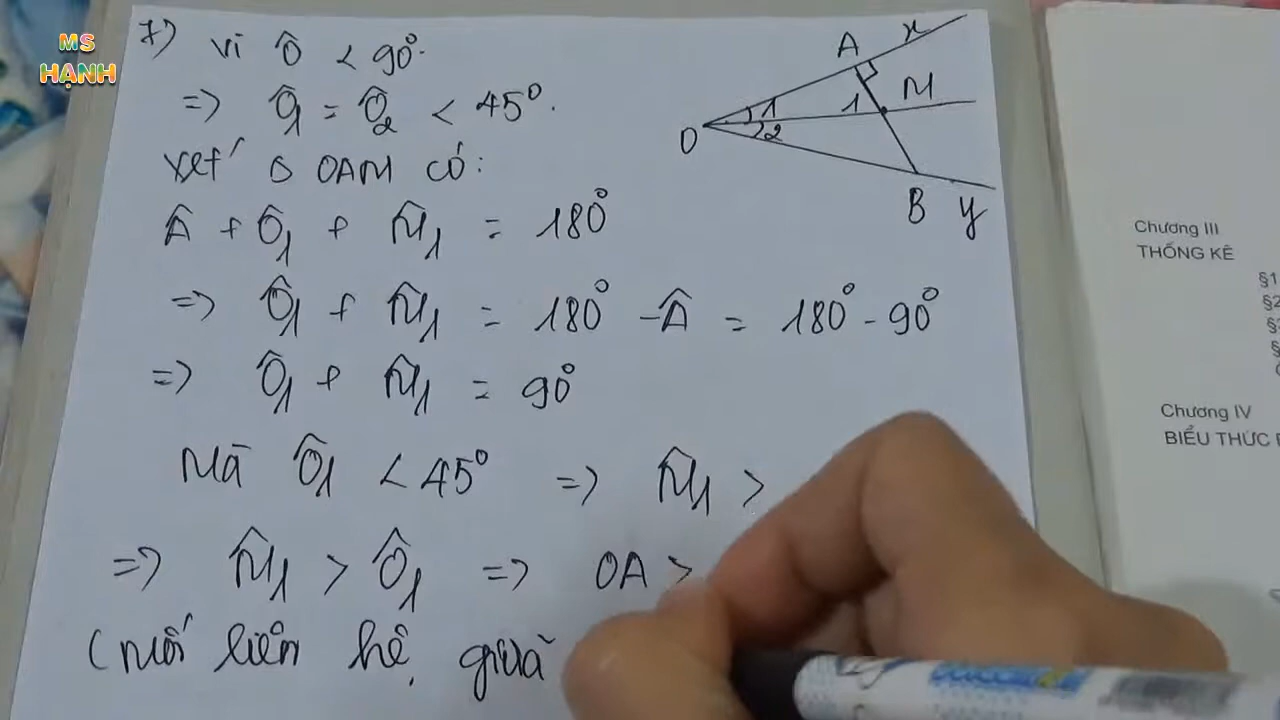 MS
HẠNH
7) Vì Ô < 90°.
=> Ô1 = Ô2 < 45°.
Xét Δ OAM có:
Â + Ô1 + M̂1 = 180°
=> Ô1 + M̂1 = 180° - Â = 180° - 90°
=> Ô1 + M̂1 = 90°
Mà Ô1 < 45° => M̂1 >
=> M̂1 > Ô1 => OA >
(mối liên hệ giữa
A x
1 1 M
O 2
B y
Chương III
THỐNG KÊ
§1
§2
§
§
Chương IV
BIỂU THỨC